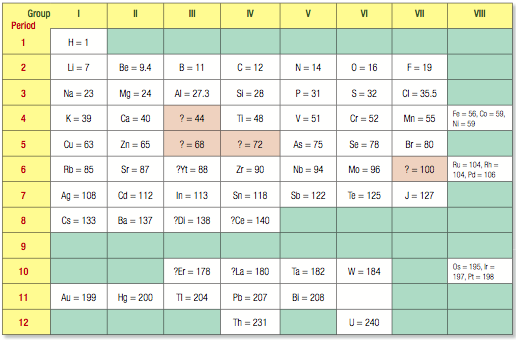 Group I II III IV V VI VII VIII
Period
1 H = 1
2 Li = 7 Be = 9.4 B = 11 C = 12 N = 14 O = 16 F = 19
3 Na = 23 Mg = 24 Al = 27.3 Si = 28 P = 31 S = 32 Cl = 35.5
4 K = 39 Ca = 40 ? = 44 Ti = 48 V = 51 Cr = 52 Mn = 55 Fe = 56, Co = 59,
Ni = 59
5 Cu = 63 Zn = 65 ? = 68 ? = 72 As = 75 Se = 78 Br = 80
6 Rb = 85 Sr = 87 ?Yt = 88 Zr = 90 Nb = 94 Mo = 96 ? = 100 Ru = 104, Rh =
104, Pd = 106
7 Ag = 108 Cd = 112 In = 113 Sn = 118 Sb = 122 Te = 125 J = 127
8 Cs = 133 Ba = 137 ?Di = 138 ?Ce = 140
9
10 ?Er = 178 ?La = 180 Ta = 182 W = 184 Os = 195, Ir =
197, Pt = 198
11 Au = 199 Hg = 200 Tl = 204 Pb = 207 Bi = 208
12 Th = 231 U = 240